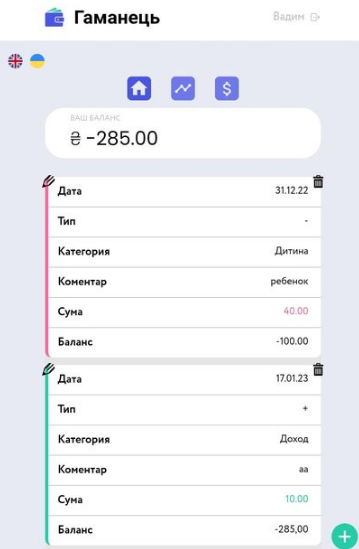 Гаманець
Вадим
ВАШ БАЛАНС
₴ -285.00
Дата 31.12.22
Тип -
Категория Дитина
Коментар ребенок
Сума 40.00
Баланс -100.00
Дата 17.01.23
Тип +
Категория Доход
Коментар аа
Сума 10.00
Баланс -285,00